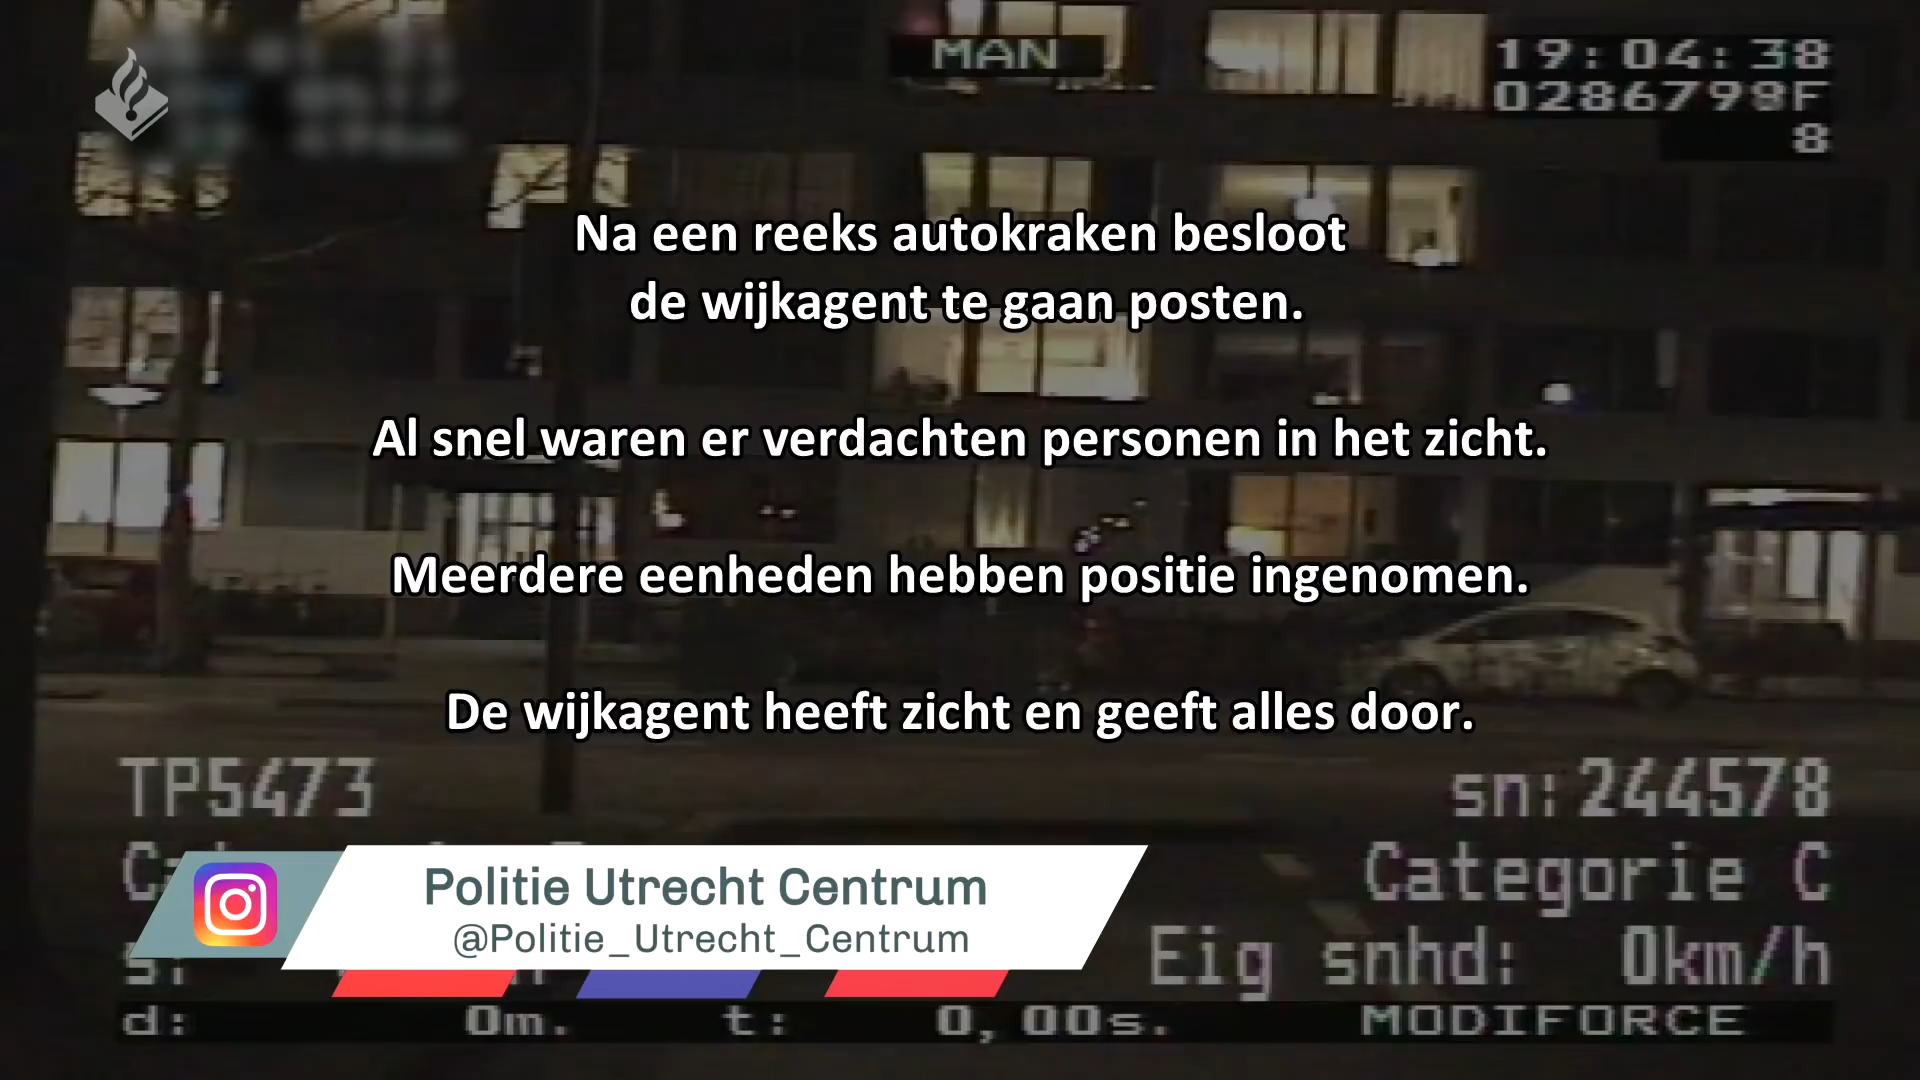 MAN
19:04:38
0286798F
8
Na een reeks autokraken besloot
de wijkagent te gaan posten.
Al snel waren er verdachten personen in het zicht.
Meerdere eenheden hebben positie ingenomen.
De wijkagent heeft zicht en geeft alles door.
TP5473
sn:244578
Categorie C
Politie Utrecht Centrum
@Politie_Utrecht_Centrum
Eig snhd: 0km/h
d: 0m. t: 0,00s. MODIFORCE